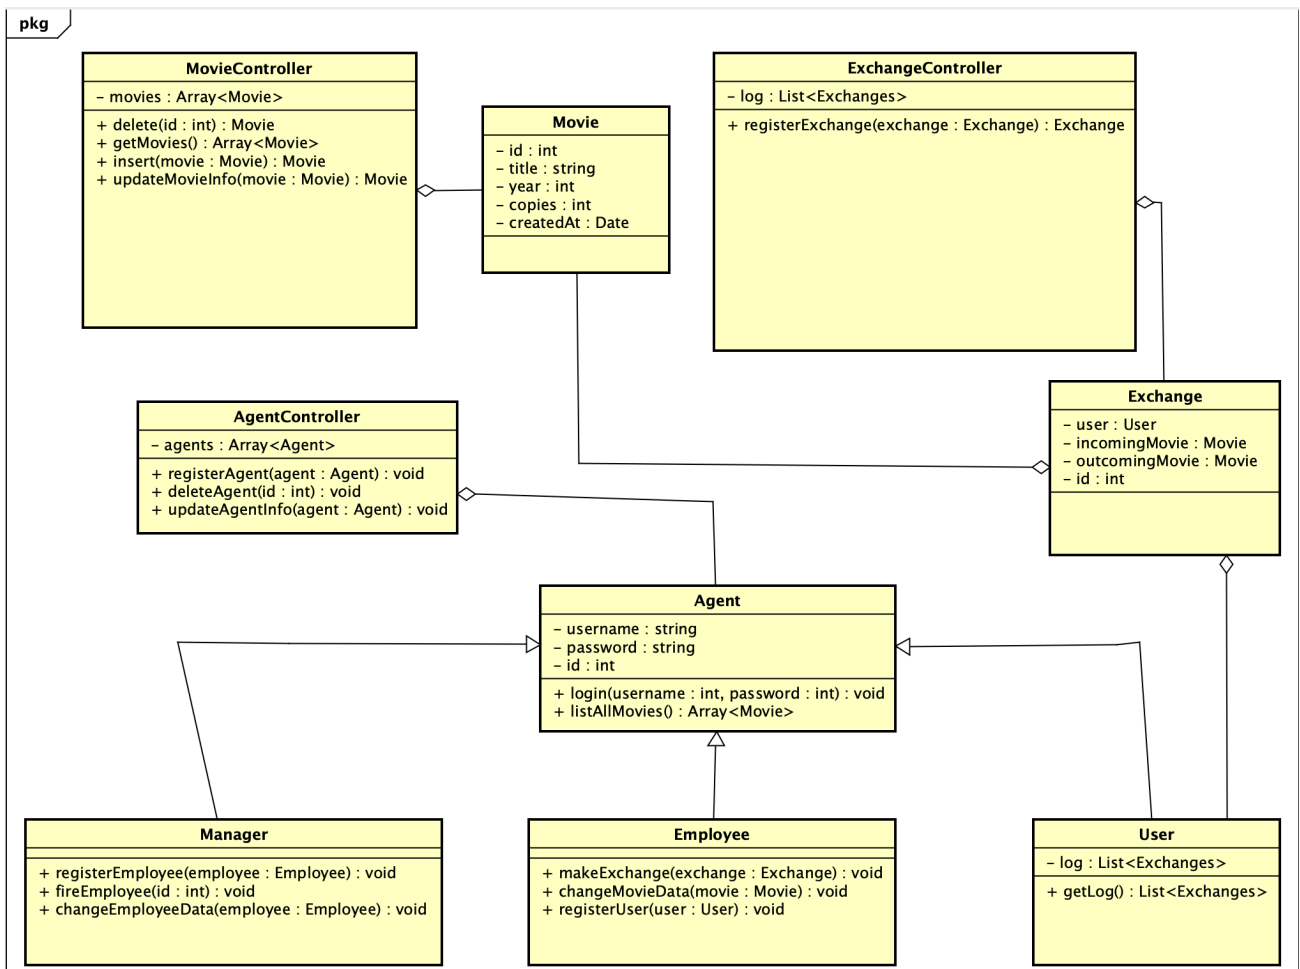 pkg
MovieController
- movies : Array<Movie>
+ delete(id : int) : Movie
+ getMovies() : Array<Movie>
+ insert(movie : Movie) : Movie
+ updateMovieInfo(movie : Movie) : Movie
Movie
- id : int
- title : string
- year : int
- copies : int
- createdAt : Date
ExchangeController
- log : List<Exchanges>
+ registerExchange(exchange : Exchange) : Exchange
AgentController
- agents : Array<Agent>
+ registerAgent(agent : Agent) : void
+ deleteAgent(id : int) : void
+ updateAgentInfo(agent : Agent) : void
Exchange
- user : User
- incomingMovie : Movie
- outcomingMovie : Movie
- id : int
Agent
- username : string
- password : string
- id : int
+ login(username : int, password : int) : void
+ listAllMovies() : Array<Movie>
Manager
+ registerEmployee(employee : Employee) : void
+ fireEmployee(id : int) : void
+ changeEmployeeData(employee : Employee) : void
Employee
+ makeExchange(exchange : Exchange) : void
+ changeMovieData(movie : Movie) : void
+ registerUser(user : User) : void
User
- log : List<Exchanges>
+ getLog() : List<Exchanges>